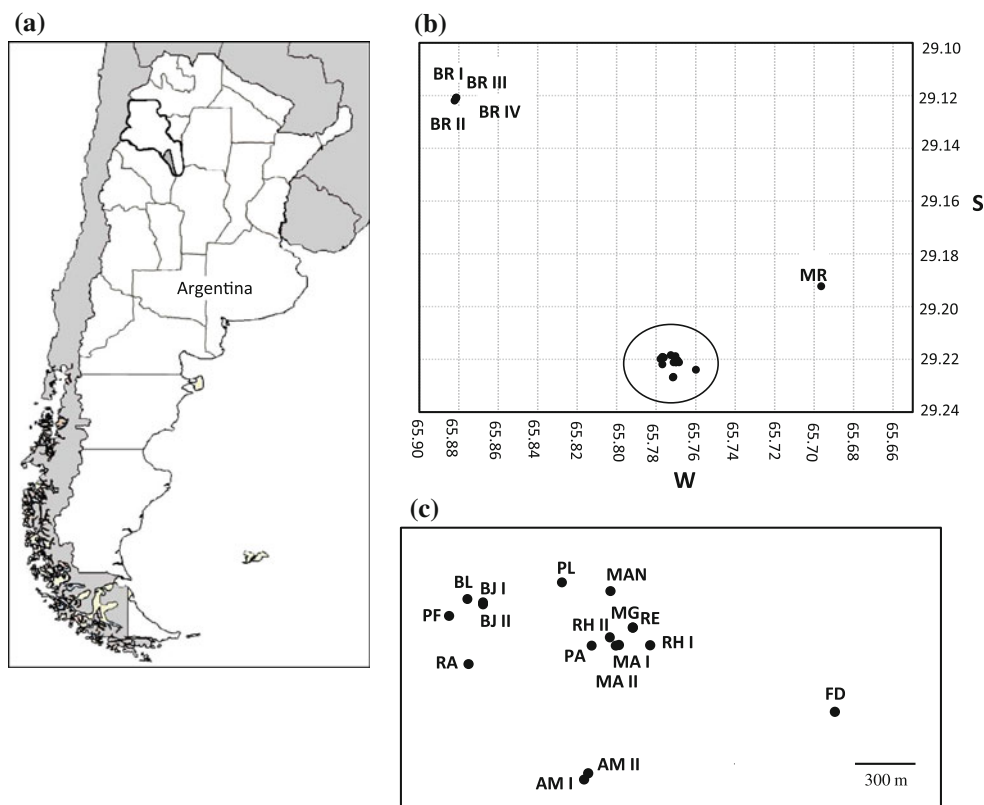 (a)
Argentina
(b)
BR I
BR III
BR IV
BR II
MR
29.10
29.12
29.14
29.16
S
29.18
29.20
29.22
29.24
65.90
65.88
65.86
65.84
65.82
65.80
65.78
65.76
65.74
65.72
65.70
65.68
65.66
W
(c)
PL
MAN
BL
BJ I
PF
BJ II
MG
RE
RH II
RH I
PA
MA I
RA
MA II
FD
AM II
AM I
300 m